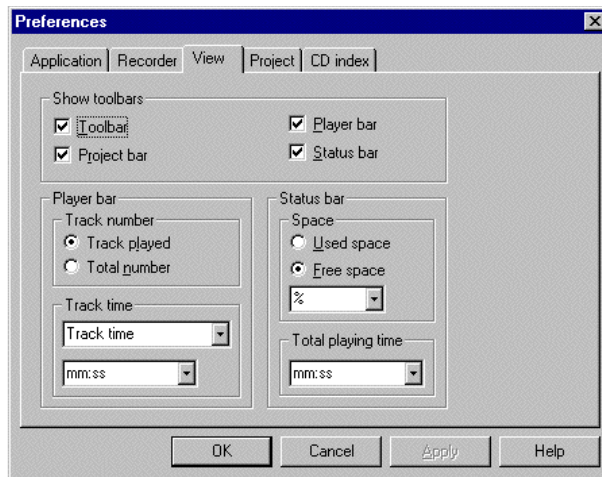 Preferences
Application Recorder View Project CD index
Show toolbars
Toolbar Player bar
Project bar Status bar
Player bar
Track number
Track played
Total number
Track time
Track time
mm:ss
Status bar
Space
Used space
Free space
%
Total playing time
mm:ss
OK Cancel Apply Help